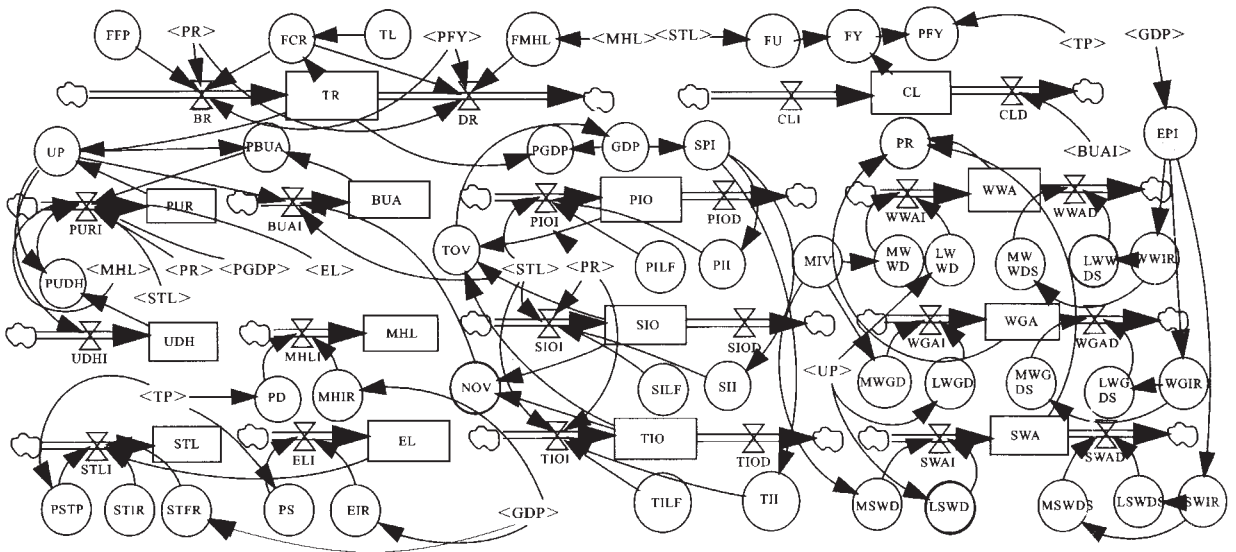 FFP
<PR>
FCR
TL
<PFY>
FMHL
<MHL>
<STL>
FU
FY
PFY
<TP>
<GDP>
TR
BR
DR
CL
CLI
CLD
<BUAI>
EPI
UP
PBUA
PGDP
GDP
SPI
PR
PUR
PURI
BUA
BUAI
PIO
PIOI
PIOD
WWA
WWAI
WWAD
TOV
<MHL>
<PR>
<PGDP>
<EL>
<STL>
PUDH
<STL>
<PR>
PILF
PII
MIV
MW
WD
LW
WD
MW
WDS
LWW
DS
WWIR
UDH
UDHI
MHL
MHLI
SIO
SIOI
SIOD
WGA
WGAI
WGAD
<UP>
<TP>
PD
MHIR
NOV
SILF
SII
MWGD
LWGD
MWG
DS
LWG
DS
WGIR
STL
STLI
EL
ELI
TIO
TIOI
TIOD
SWA
SWAI
SWAD
PSTP
STIR
STFR
PS
EIR
<GDP>
TILF
TII
MSWD
LSWD
MSWDS
LSWDS
SWIR